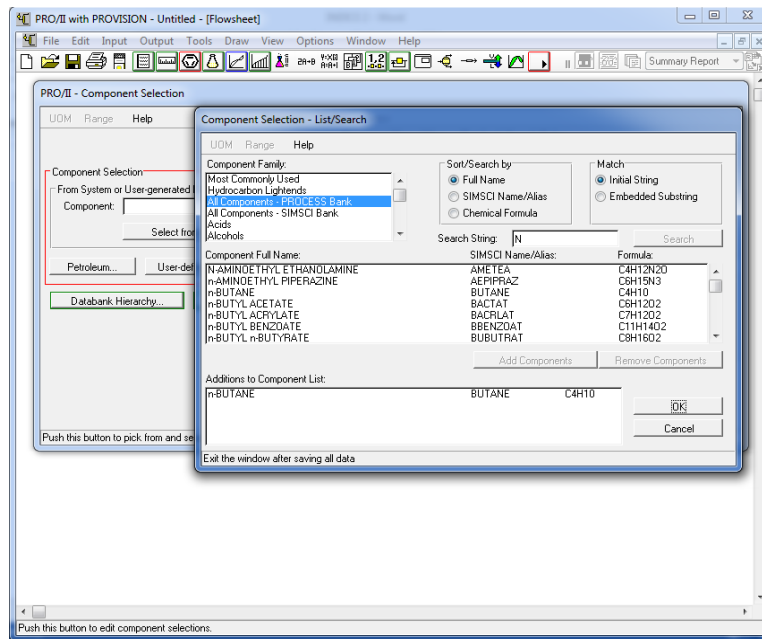 PRO/II with PROVISION - Untitled - [Flowsheet]
File Edit Input Output Tools Draw View Options Window Help
Summary Report
PRO/II - Component Selection
UOM Range Help
Component Selection
From System or User-generated
Component:
Select fro
Petroleum...
User-def
Databank Hierarchy...
Push this button to pick from and se
Component Selection - List/Search
UOM Range Help
Component Family:
Most Commonly Used
Hydrocarbon Lightends
All Components - PROCESS Bank
All Components - SIMSCI Bank
Acids
Alcohols
Sort/Search by
Full Name
SIMSCI Name/Alias
Chemical Formula
Match
Initial String
Embedded Substring
Search String: N
Search
Component Full Name: SIMSCI Name/Alias: Formula:
N-AMINOETHYL ETHANOLAMINE AMETEA C4H12N2O
n-AMINOETHYL PIPERAZINE AEPIPRAZ C6H15N3
n-BUTANE BUTANE C4H10
n-BUTYL ACETATE BACTAT C6H12O2
n-BUTYL ACRYLATE BACRLAT C7H12O2
n-BUTYL BENZOATE BBENZOAT C11H14O2
n-BUTYL n-BUTYRATE BUBUTRAT C8H16O2
Add Components
Remove Components
Additions to Component List:
n-BUTANE BUTANE C4H10
OK
Cancel
Exit the window after saving all data
Push this button to edit component selections.